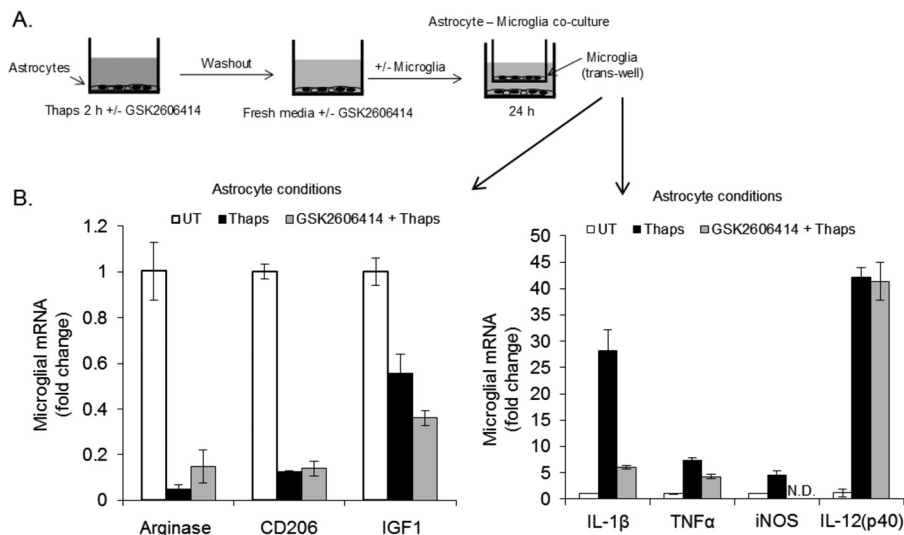 A.
Astrocyte – Microglia co-culture
Astrocytes
Washout
+/- Microglia
Microglia
(trans-well)
Thaps 2 h +/- GSK2606414
Fresh media +/- GSK2606414
24 h
B.
Astrocyte conditions
UT Thaps GSK2606414 + Thaps
Microglial mRNA
(fold change)
1.2
1
0.8
0.6
0.4
0.2
0
Arginase CD206 IGF1
Astrocyte conditions
UT Thaps GSK2606414 + Thaps
Microglial mRNA
(fold change)
50
45
40
35
30
25
20
15
10
5
0
N.D.
IL-1β TNFα iNOS IL-12(p40)